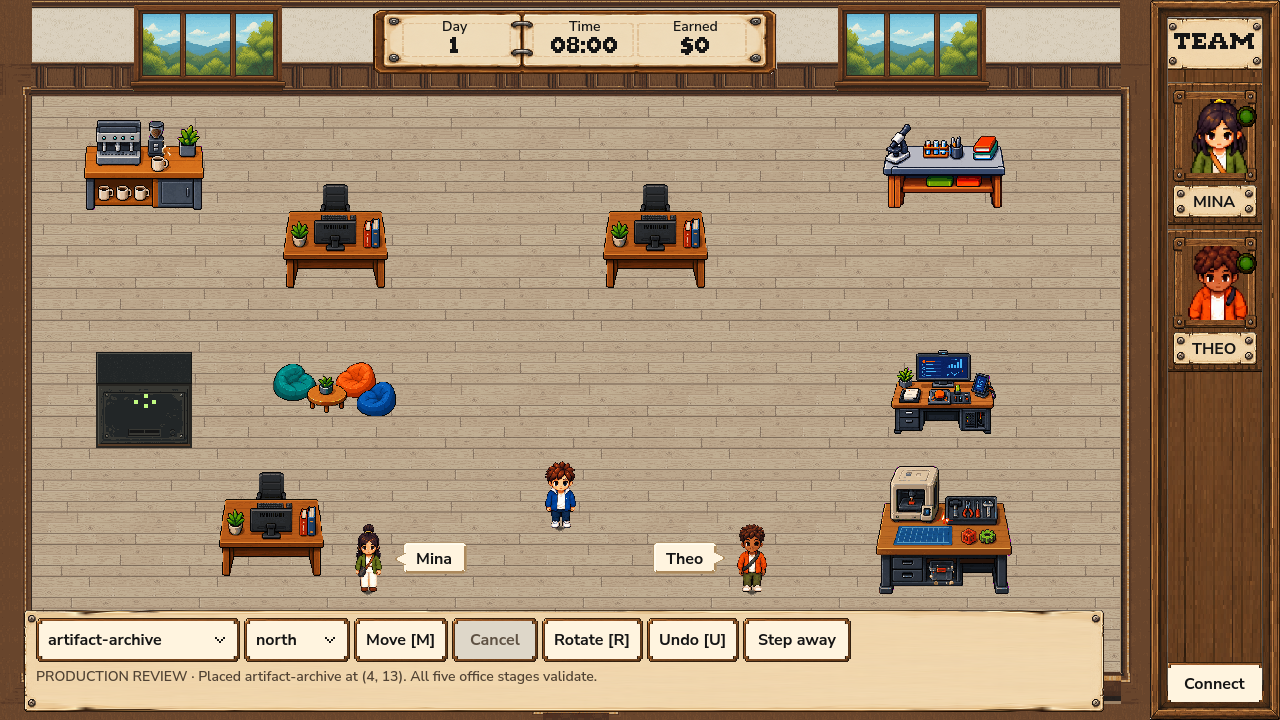 Day
1
Time
08:00
Earned
$0
TEAM
MINA
THEO
Mina
Theo
artifact-archive
north
Move [M]
Cancel
Rotate [R]
Undo [U]
Step away
PRODUCTION REVIEW · Placed artifact-archive at (4, 13). All five office stages validate.
Connect